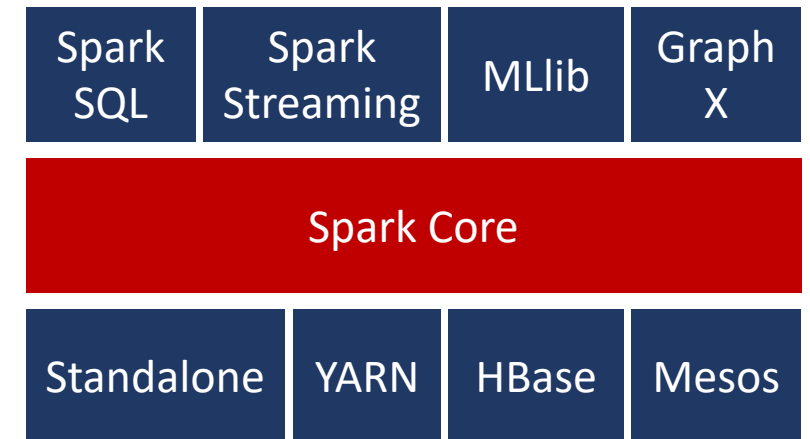 Spark
SQL
Spark
Streaming
MLlib
Graph
X
Spark Core
Standalone
YARN
HBase
Mesos